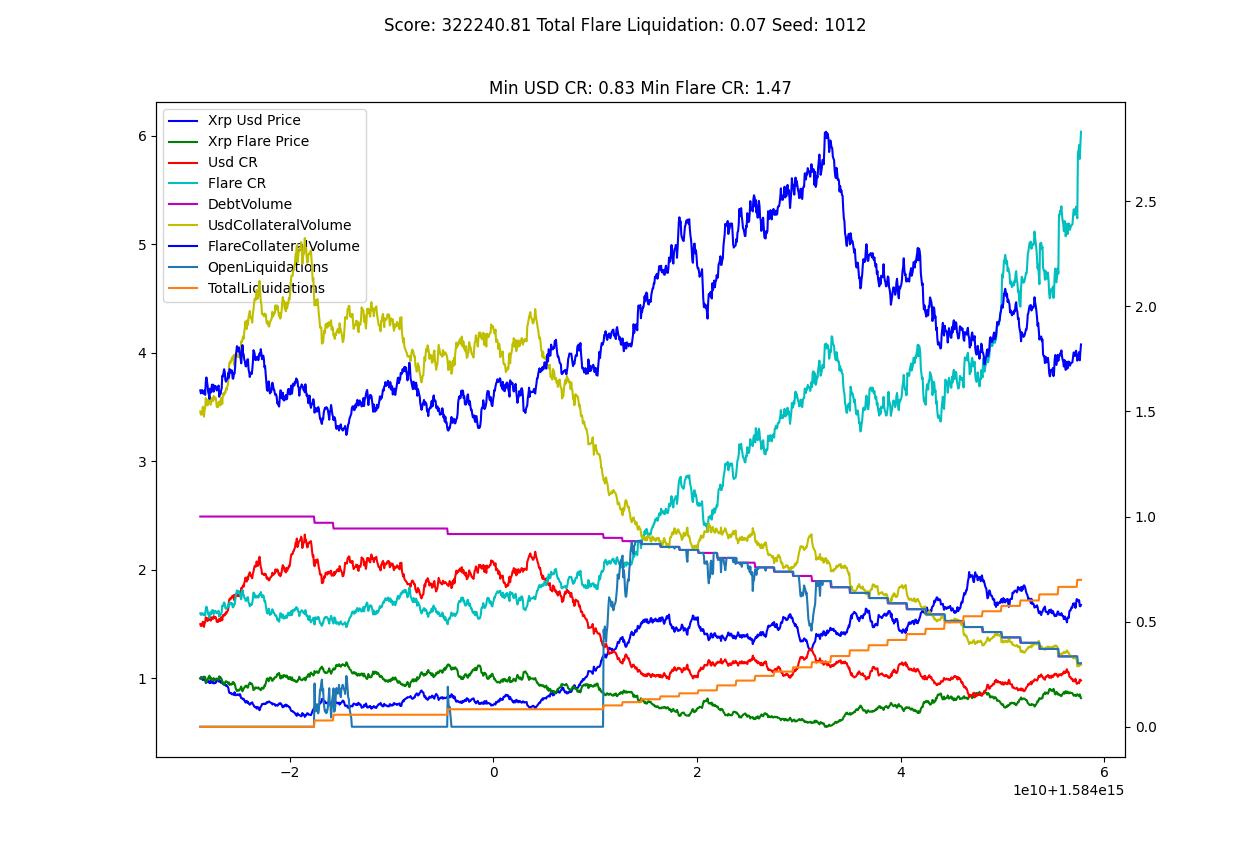 Score: 322240.81 Total Flare Liquidation: 0.07 Seed: 1012
Min USD CR: 0.83 Min Flare CR: 1.47
Xrp Usd Price
Xrp Flare Price
Usd CR
Flare CR
DebtVolume
UsdCollateralVolume
FlareCollateralVolume
OpenLiquidations
TotalLiquidations
6
5
4
3
2
1
2.5
2.0
1.5
1.0
0.5
0.0
−2
0
2
4
6
1e10+1.584e15